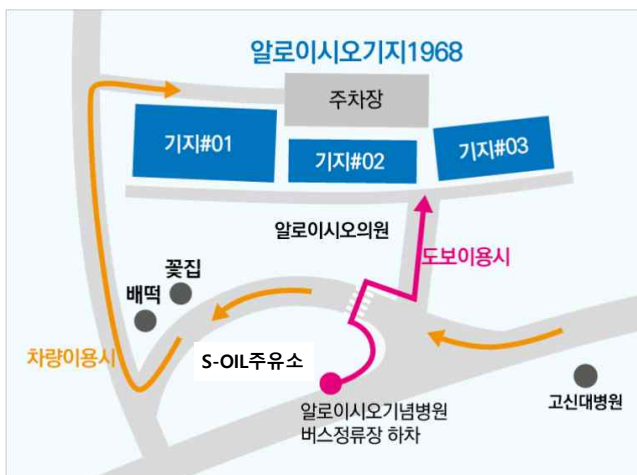 알로이시오기지1968
주차장
기지#01
기지#02
기지#03
알로이시오의원
도보이용시
꽃집
배떡
차량이용시
S-OIL주유소
고신대병원
알로이시오기념병원
버스정류장 하차